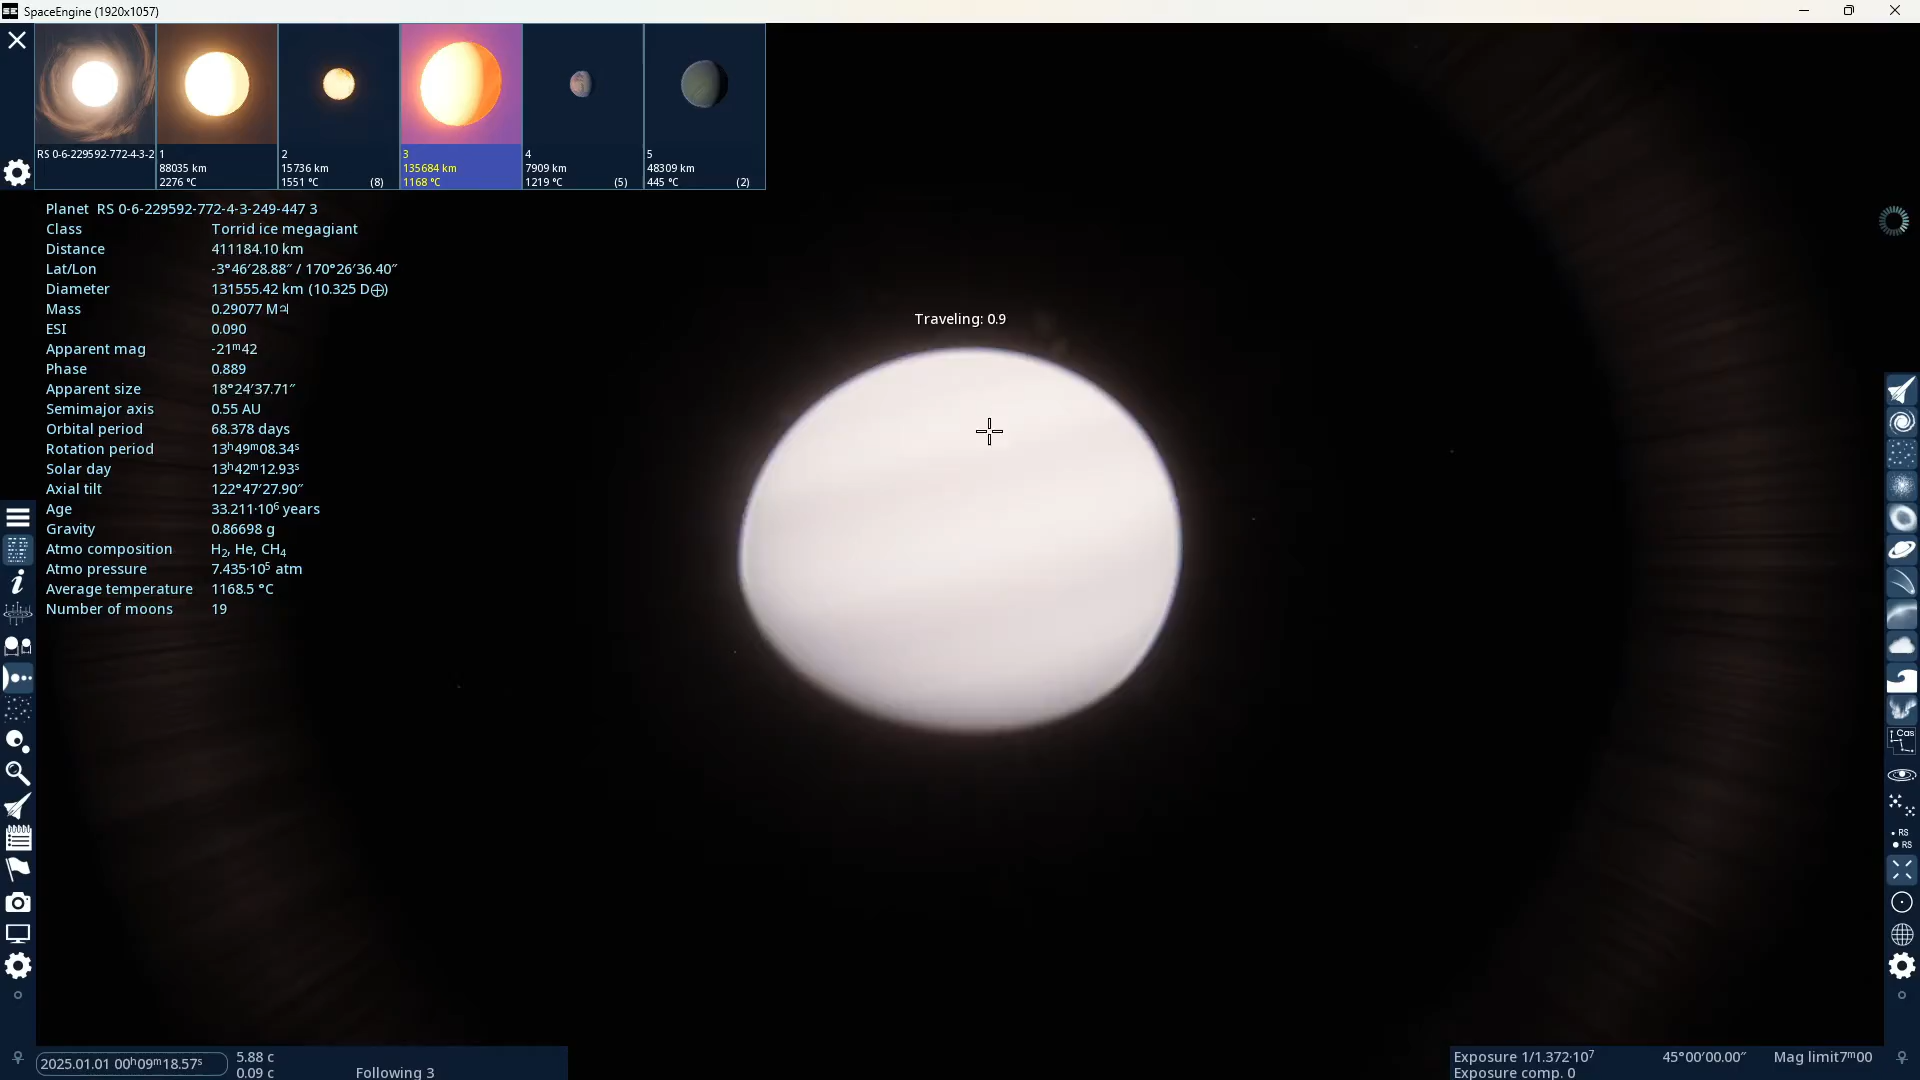 SpaceEngine (1920x1057)
RS 0-6-229592-772-4-3-2
1
88035 km
2276 °C
2
15736 km
1551 °C (8)
3
135684 km
1168 °C
4
7909 km
1219 °C (5)
5
48309 km
445 °C (2)
Planet RS 0-6-229592-772-4-3-249-447 3
Class Torrid ice megagiant
Distance 411184.10 km
Lat/Lon -3°46′28.88″ / 170°26′36.40″
Diameter 131555.42 km (10.325 D⊕)
Mass 0.29077 M♃
ESI 0.090
Apparent mag -21ᵐ42
Phase 0.889
Apparent size 18°24′37.71″
Semimajor axis 0.55 AU
Orbital period 68.378 days
Rotation period 13ʰ49ᵐ08.34ˢ
Solar day 13ʰ42ᵐ12.93ˢ
Axial tilt 122°47′27.90″
Age 33.211·10⁶ years
Gravity 0.86698 g
Atmo composition H₂, He, CH₄
Atmo pressure 7.435·10⁵ atm
Average temperature 1168.5 °C
Number of moons 19
Traveling: 0.9
Cas
RS
RS
2025.01.01 00ʰ09ᵐ18.57ˢ
5.88 c
0.09 c
Following 3
Exposure 1/1.372·10⁷ 45°00′00.00″ Mag limit7ᵐ00
Exposure comp. 0